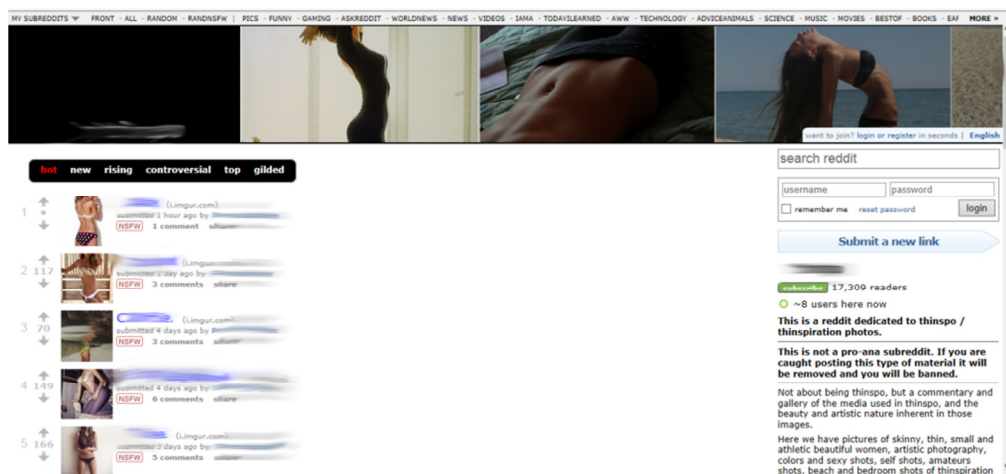 MY SUBREDDITS FRONT - ALL - RANDOM - RANDNSFW | PICS - FUNNY - GAMING - ASKREDDIT - WORLDNEWS - NEWS - VIDEOS - IAMA - TODAYILEARNED - AWW - TECHNOLOGY - ADVICEANIMALS - SCIENCE - MUSIC - MOVIES - BESTOF - BOOKS - EAR MORE »
want to join? login or register in seconds | English
hot new rising controversial top gilded
search reddit
username password
remember me reset password login
Submit a new link
subscribe 17,309 readers
~8 users here now
This is a reddit dedicated to thinspo /
thinspiration photos.
This is not a pro-ana subreddit. If you are
caught posting this type of material it will
be removed and you will be banned.
Not about being thinspo, but a commentary and
gallery of the media used in thinspo, and the
beauty and artistic nature inherent in those
images.
Here we have pictures of skinny, thin, small and
athletic beautiful women, artistic photography,
colors and sexy shots, self shots, amateurs
shots, beach and bedroom shots of thinspiration
1 (i.imgur.com)
submitted 1 hour ago by
NSFW 1 comment share
2 117 (i.imgur
submitted day ago by
NSFW 3 comments share
3 70 (i.imgur.com)
submitted 4 days ago by
NSFW 3 comments share
4 149
submitted 4 days ago by
NSFW 6 comments share
5 166 (i.imgur.com)
submitted 3 days ago by
NSFW 5 comments share